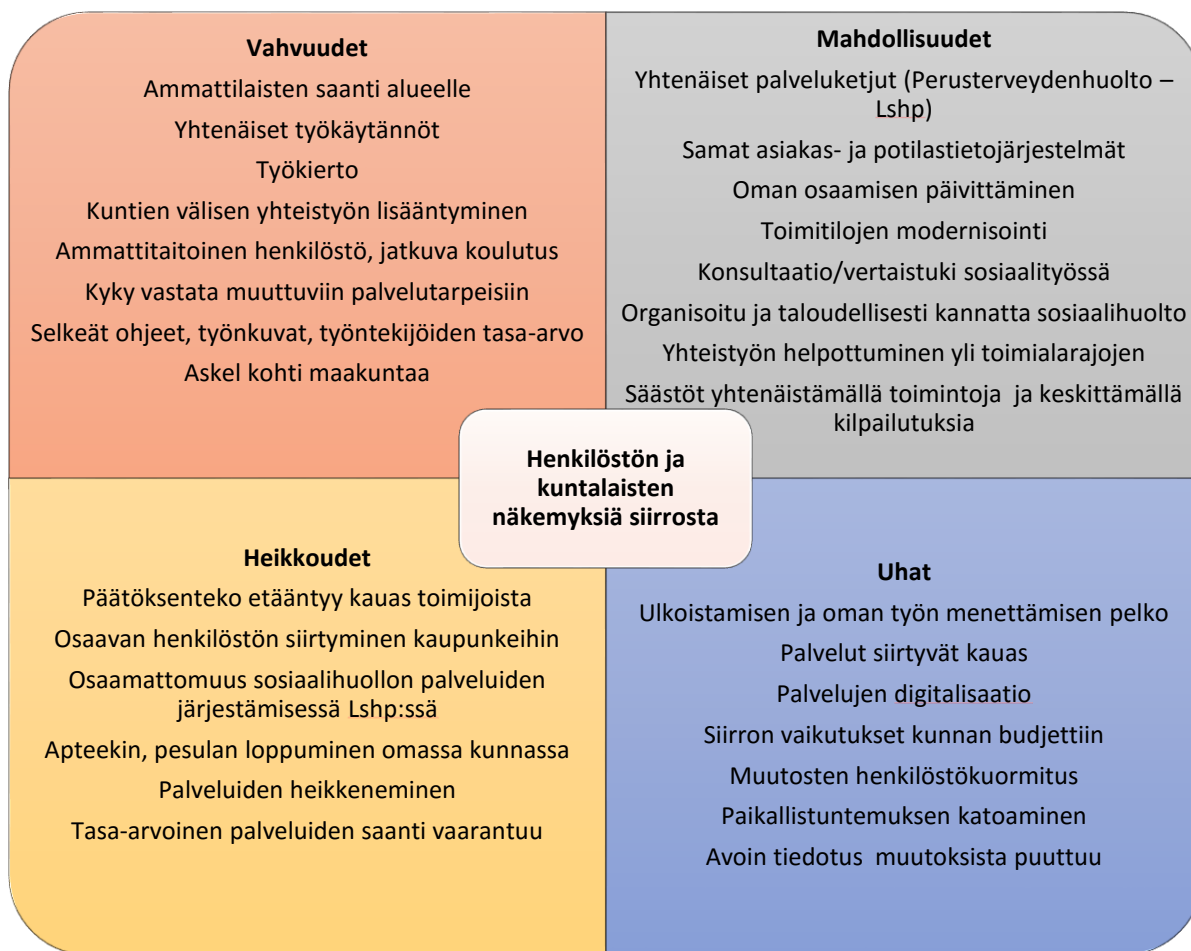 Vahvuudet
Ammattilaisten saanti alueelle
Yhtenäiset työkäytännöt
Työkierto
Kuntien välisen yhteistyön lisääntyminen
Ammattitaitoinen henkilöstö, jatkuva koulutus
Kyky vastata muuttuviin palvelutarpeisiin
Selkeät ohjeet, työnkuvat, työntekijöiden tasa-arvo
Askel kohti maakuntaa
Mahdollisuudet
Yhtenäiset palveluketjut (Perusterveydenhuolto –
Lshp)
Samat asiakas- ja potilastietojärjestelmät
Oman osaamisen päivittäminen
Toimitilojen modernisointi
Konsultaatio/vertaistuki sosiaalityössä
Organisoitu ja taloudellisesti kannatta sosiaalihuolto
Yhteistyön helpottuminen yli toimialarajojen
Säästöt yhtenäistämällä toimintoja ja keskittämällä
kilpailutuksia
Henkilöstön ja
kuntalaisten
näkemyksiä siirrosta
Heikkoudet
Päätöksenteko etääntyy kauas toimijoista
Osaavan henkilöstön siirtyminen kaupunkeihin
Osaamattomuus sosiaalihuollon palveluiden
järjestämisessä Lshp:ssä
Apteekin, pesulan loppuminen omassa kunnassa
Palveluiden heikkeneminen
Tasa-arvoinen palveluiden saanti vaarantuu
Uhat
Ulkoistamisen ja oman työn menettämisen pelko
Palvelut siirtyvät kauas
Palvelujen digitalisaatio
Siirron vaikutukset kunnan budjettiin
Muutosten henkilöstökuormitus
Paikallistuntemuksen katoaminen
Avoin tiedotus muutoksista puuttuu